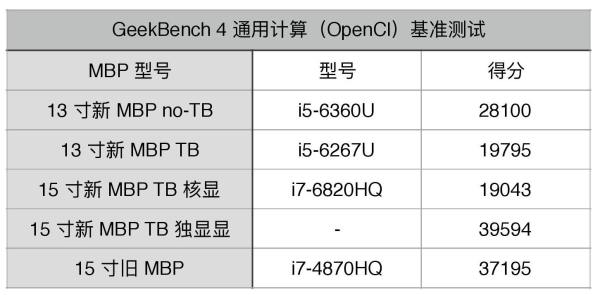 GeekBench 4 通用计算（OpenCl）基准测试
MBP 型号 型号 得分
13 寸新 MBP no-TB i5-6360U 28100
13 寸新 MBP TB i5-6267U 19795
15 寸新 MBP TB 核显 i7-6820HQ 19043
15 寸新 MBP TB 独显显 - 39594
15 寸旧 MBP i7-4870HQ 37195